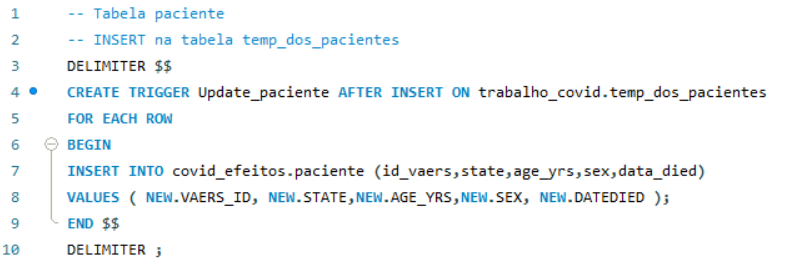 1 -- Tabela paciente
2 -- INSERT na tabela temp_dos_pacientes
3 DELIMITER $$
4 CREATE TRIGGER Update_paciente AFTER INSERT ON trabalho_covid.temp_dos_pacientes
5 FOR EACH ROW
6 BEGIN
7 INSERT INTO covid_efeitos.paciente (id_vaers,state,age_yrs,sex,data_died)
8 VALUES ( NEW.VAERS_ID, NEW.STATE,NEW.AGE_YRS,NEW.SEX, NEW.DATEDIED );
9 END $$
10 DELIMITER ;